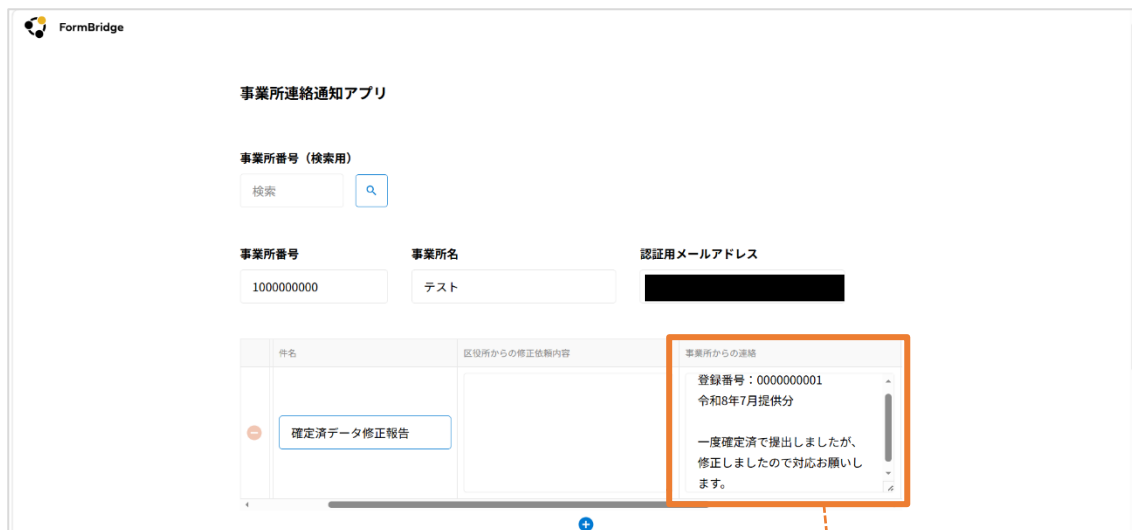 FormBridge
事業所連絡通知アプリ
事業所番号（検索用）
検索
事業所番号
事業所名
認証用メールアドレス
1000000000
テスト
件名
区役所からの修正依頼内容
事業所からの連絡
確定済データ修正報告
登録番号：0000000001
令和8年7月提供分
一度確定済で提出しましたが、
修正しましたので対応お願いし
ます。